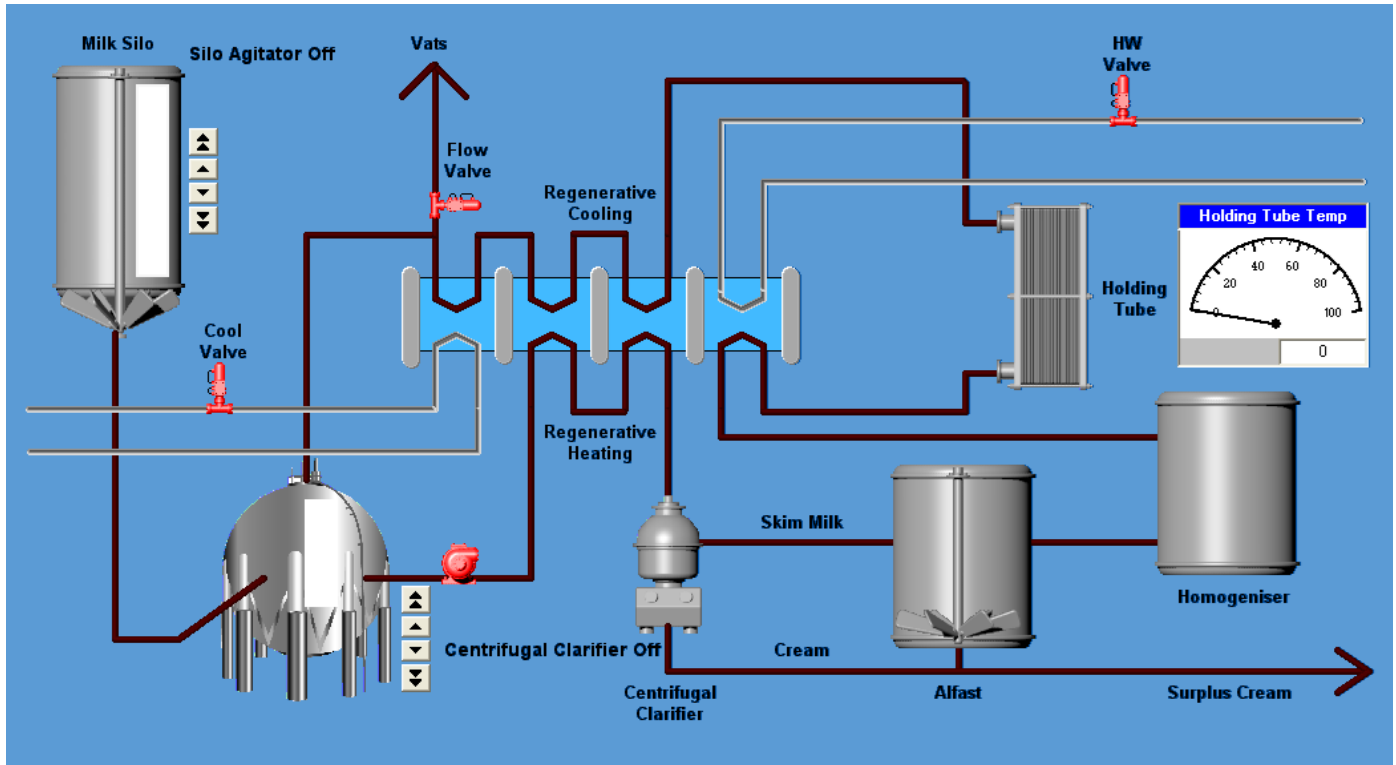 Milk Silo
Silo Agitator Off
Vats
HW
Valve
Flow
Valve
Regenerative
Cooling
Holding Tube Temp
0
20
40
60
80
100
0
Holding
Tube
Cool
Valve
Regenerative
Heating
Skim Milk
Homogeniser
Centrifugal Clarifier Off
Cream
Centrifugal
Clarifier
Alfast
Surplus Cream